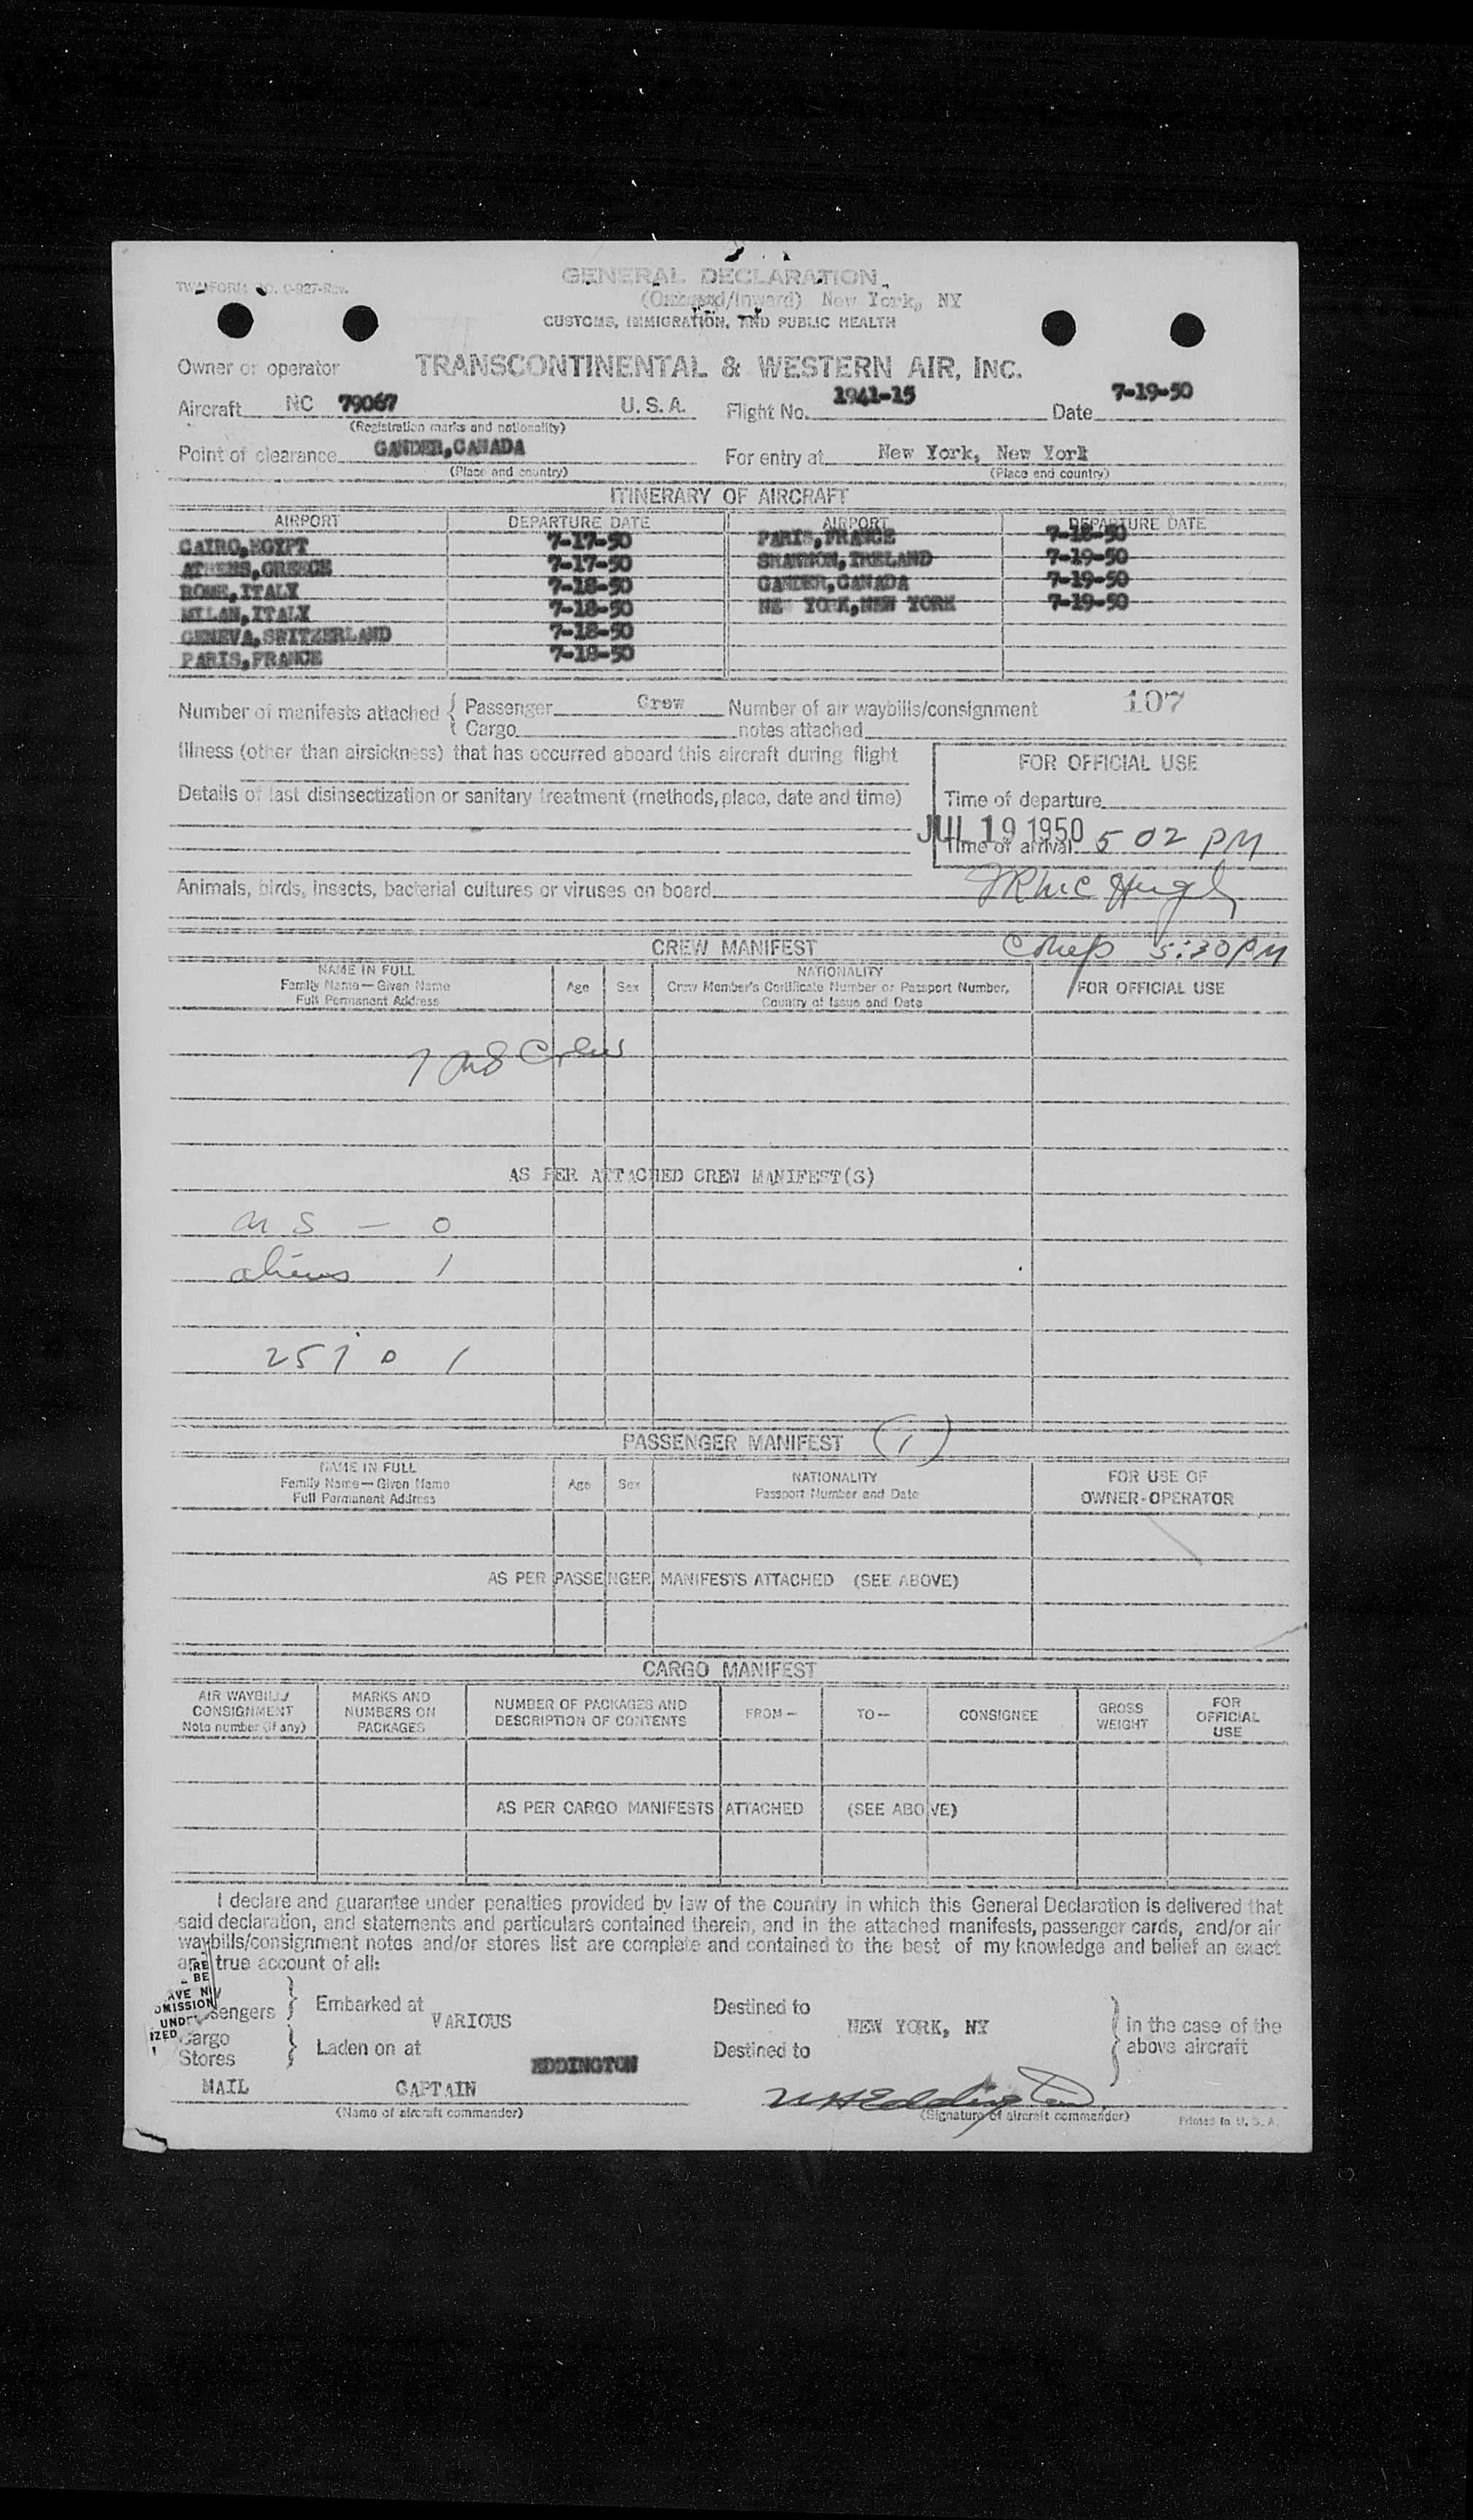 TWA FORM NO. O-927-Rev.
GENERAL DECLARATION
(Outward/Inward) New York, NY
CUSTOMS, IMMIGRATION, AND PUBLIC HEALTH
Owner or operator TRANSCONTINENTAL & WESTERN AIR, INC.
Aircraft NC 79067 U.S.A. Flight No. 1941-15 Date 7-19-50
(Registration marks and nationality)
Point of clearance GANDER,CANADA For entry at New York, New York
(Place and country) (Place and country)
ITINERARY OF AIRCRAFT
AIRPORT DEPARTURE DATE AIRPORT DEPARTURE DATE
CAIRO,EGYPT 7-17-50 PARIS,FRANCE 7-18-50
ATHENS,GREECE 7-17-50 SHANNON,IRELAND 7-19-50
ROME,ITALY 7-18-50 GANDER,CANADA 7-19-50
MILAN,ITALY 7-18-50 NEW YORK,NEW YORK 7-19-50
GENEVA,SWITZERLAND 7-18-50
PARIS,FRANCE 7-18-50
107
Number of manifests attached { Passenger Crew Number of air waybills/consignment
Cargo notes attached
Illness (other than airsickness) that has occurred aboard this aircraft during flight
FOR OFFICIAL USE
Details of last disinsectization or sanitary treatment (methods, place, date and time)
Time of departure
JUL 19 1950
Time of arrival 5 02 PM
Animals, birds, insects, bacterial cultures or viruses on board
5:30 PM
CREW MANIFEST
NAME IN FULL NATIONALITY
Family Name—Given Name Age Sex Crew Member's Certificate Number or Passport Number, FOR OFFICIAL USE
Full Permanent Address Country of Issue and Date
AS PER ATTACHED CREW MANIFEST(S)
US — 0
aliens 1
PASSENGER MANIFEST (1)
NAME IN FULL NATIONALITY FOR USE OF
Family Name—Given Name Age Sex Passport Number and Date OWNER-OPERATOR
Full Permanent Address
AS PER PASSENGER MANIFESTS ATTACHED (SEE ABOVE)
CARGO MANIFEST
AIR WAYBILL/ MARKS AND NUMBER OF PACKAGES AND FROM— TO— CONSIGNEE GROSS FOR
CONSIGNMENT NUMBERS ON DESCRIPTION OF CONTENTS WEIGHT OFFICIAL
Note number (if any) PACKAGES USE
AS PER CARGO MANIFESTS ATTACHED (SEE ABOVE)
I declare and guarantee under penalties provided by law of the country in which this General Declaration is delivered that
said declaration, and statements and particulars contained therein, and in the attached manifests, passenger cards, and/or air
waybills/consignment notes and/or stores list are complete and contained to the best of my knowledge and belief an exact
true account of all:
sengers } Embarked at VARIOUS Destined to NEW YORK, NY } in the case of the
Cargo } Laden on at Destined to above aircraft
Stores EDDINGTON
MAIL CAPTAIN
(Name of aircraft commander) (Signature of aircraft commander) Printed in U. S. A.